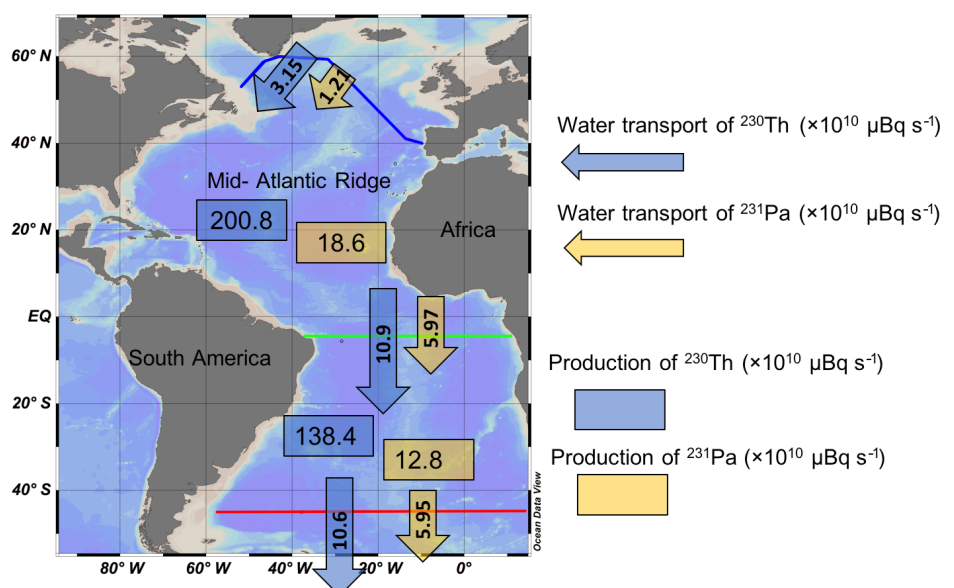 60° N
40° N
20° N
EQ
20° S
40° S
80° W
60° W
40° W
20° W
0°
3.15
1.21
Mid- Atlantic Ridge
200.8
18.6
Africa
10.9
5.97
South America
138.4
12.8
10.6
5.95
Ocean Data View
Water transport of ²³⁰Th (×10¹⁰ µBq s⁻¹)
Water transport of ²³¹Pa (×10¹⁰ µBq s⁻¹)
Production of ²³⁰Th (×10¹⁰ µBq s⁻¹)
Production of ²³¹Pa (×10¹⁰ µBq s⁻¹)